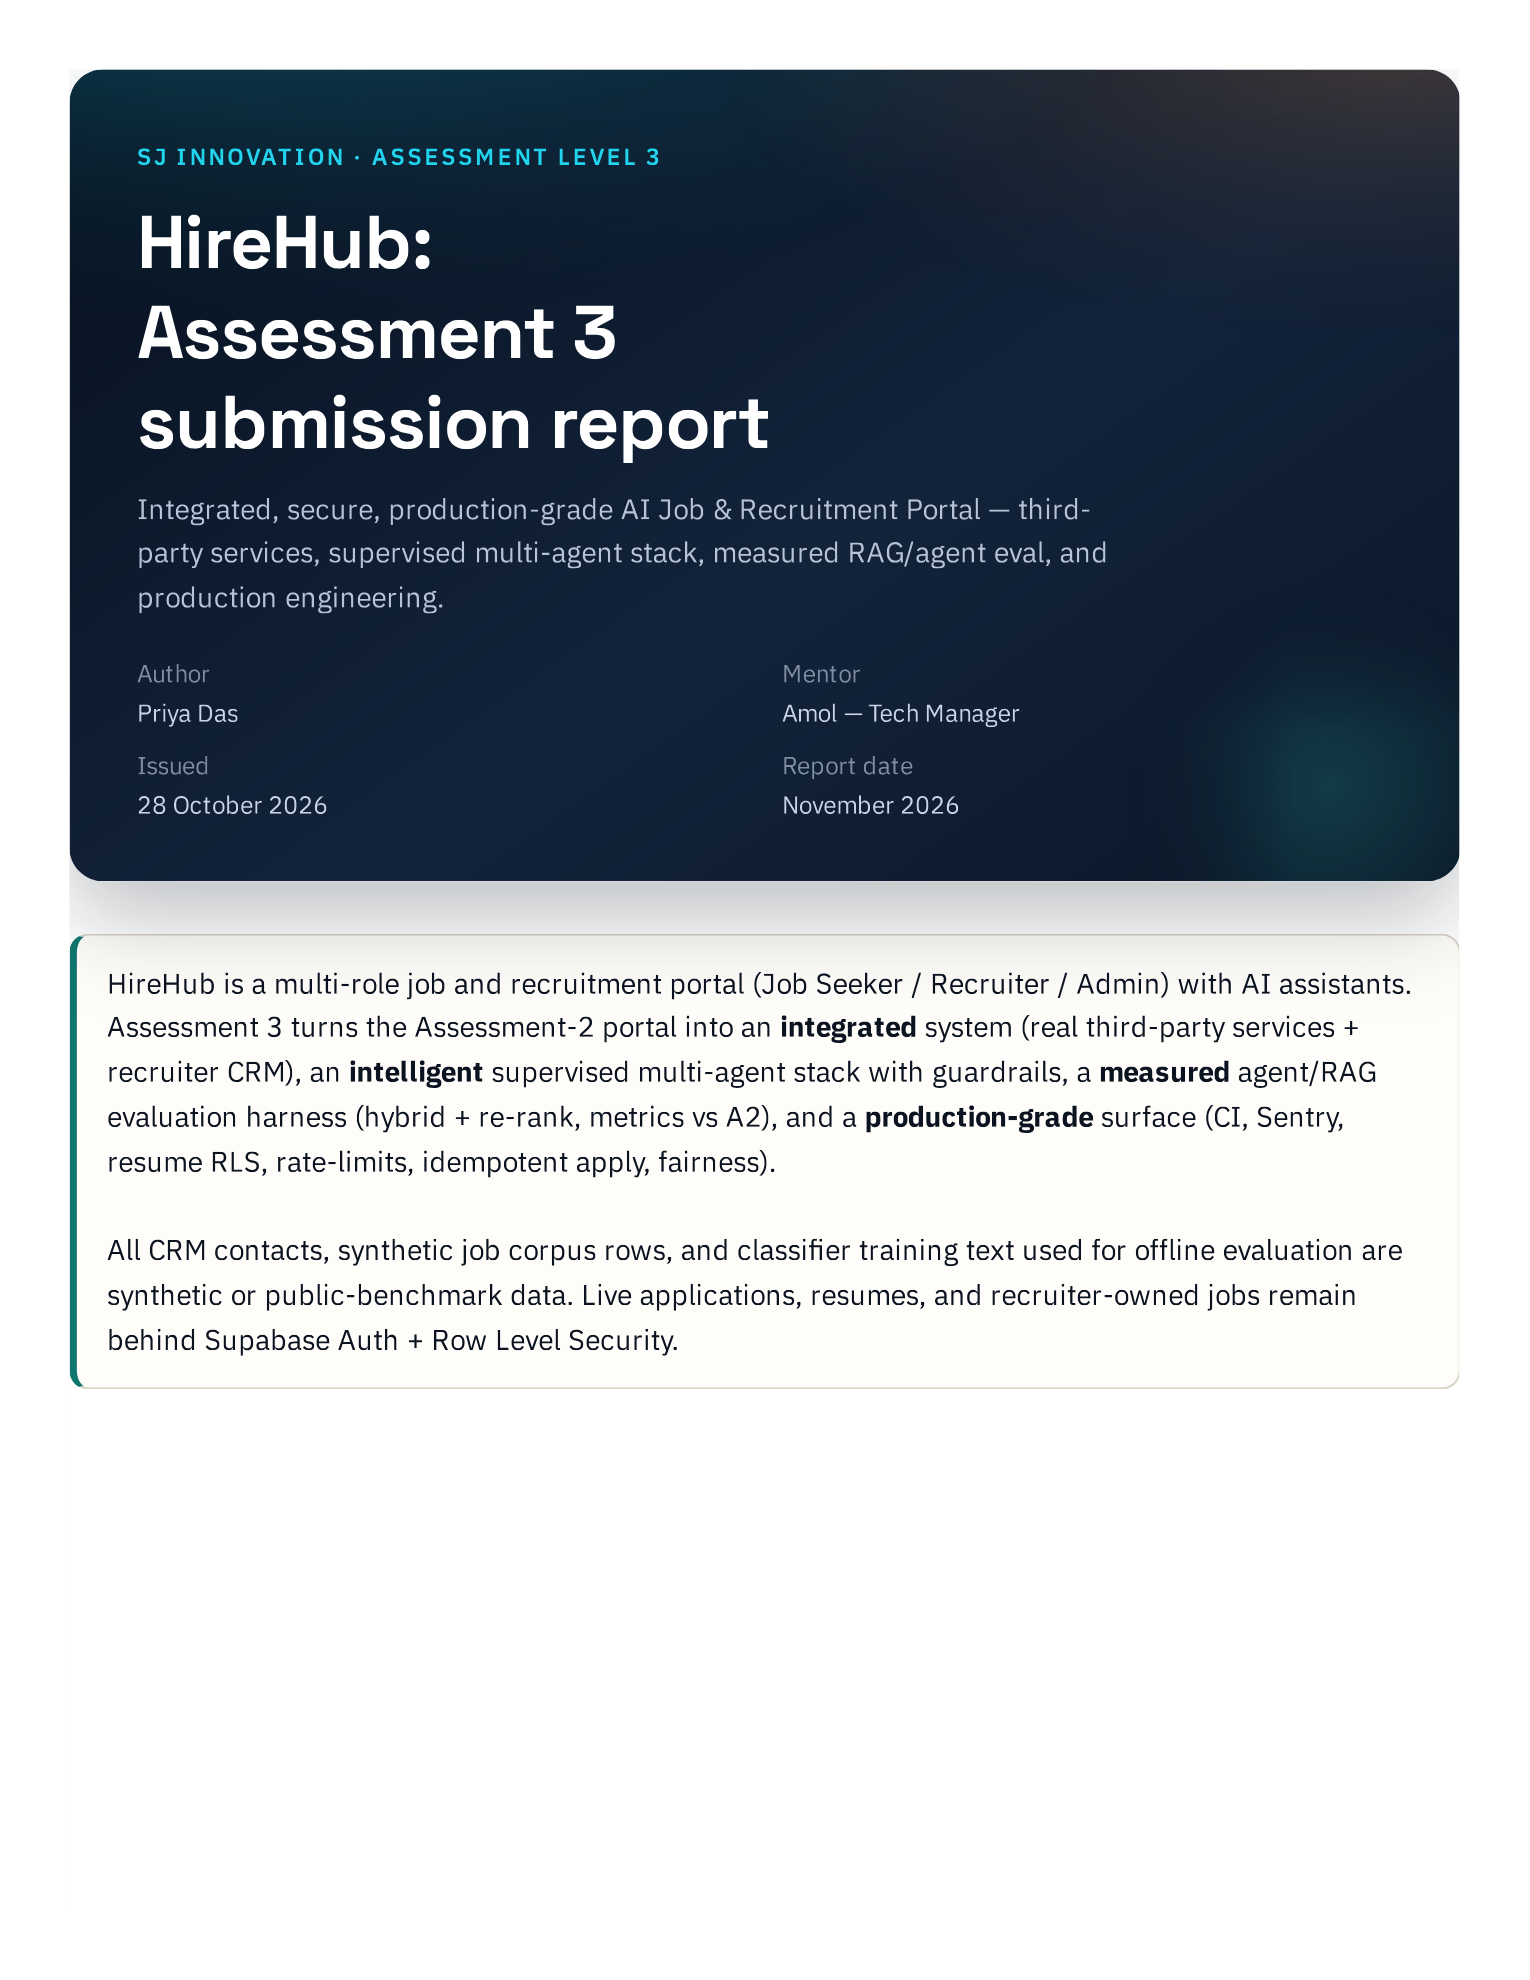 SJ INNOVATION · ASSESSMENT LEVEL 3
HireHub:
Assessment 3
submission report
Integrated, secure, production-grade AI Job & Recruitment Portal — third-
party services, supervised multi-agent stack, measured RAG/agent eval, and
production engineering.
Author
Priya Das
Mentor
Amol — Tech Manager
Issued
28 October 2026
Report date
November 2026
HireHub is a multi-role job and recruitment portal (Job Seeker / Recruiter / Admin) with AI assistants.
Assessment 3 turns the Assessment-2 portal into an integrated system (real third-party services +
recruiter CRM), an intelligent supervised multi-agent stack with guardrails, a measured agent/RAG
evaluation harness (hybrid + re-rank, metrics vs A2), and a production-grade surface (CI, Sentry,
resume RLS, rate-limits, idempotent apply, fairness).
All CRM contacts, synthetic job corpus rows, and classifier training text used for offline evaluation are
synthetic or public-benchmark data. Live applications, resumes, and recruiter-owned jobs remain
behind Supabase Auth + Row Level Security.